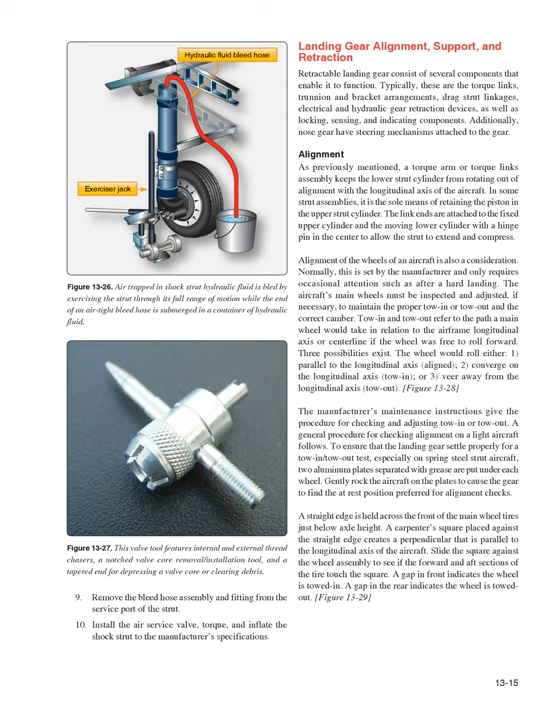 Hydraulic fluid bleed hose
Exerciser jack
Figure 13-26. Air trapped in shock strut hydraulic fluid is bled by
exercising the strut through its full range of motion while the end
of an air-tight bleed hose is submerged in a container of hydraulic
fluid.
Figure 13-27. This valve tool features internal and external thread
chasers, a notched valve core removal/installation tool, and a
tapered end for depressing a valve core or clearing debris.
9. Remove the bleed hose assembly and fitting from the
service port of the strut.
10. Install the air service valve, torque, and inflate the
shock strut to the manufacturer's specifications.
Landing Gear Alignment, Support, and
Retraction
Retractable landing gear consist of several components that
enable it to function. Typically, these are the torque links,
trunnion and bracket arrangements, drag strut linkages,
electrical and hydraulic gear retraction devices, as well as
locking, sensing, and indicating components. Additionally,
nose gear have steering mechanisms attached to the gear.
Alignment
As previously mentioned, a torque arm or torque links
assembly keeps the lower strut cylinder from rotating out of
alignment with the longitudinal axis of the aircraft. In some
strut assemblies, it is the sole means of retaining the piston in
the upper strut cylinder. The link ends are attached to the fixed
upper cylinder and the moving lower cylinder with a hinge
pin in the center to allow the strut to extend and compress.
Alignment of the wheels of an aircraft is also a consideration.
Normally, this is set by the manufacturer and only requires
occasional attention such as after a hard landing. The
aircraft's main wheels must be inspected and adjusted, if
necessary, to maintain the proper tow-in or tow-out and the
correct camber. Tow-in and tow-out refer to the path a main
wheel would take in relation to the airframe longitudinal
axis or centerline if the wheel was free to roll forward.
Three possibilities exist. The wheel would roll either: 1)
parallel to the longitudinal axis (aligned); 2) converge on
the longitudinal axis (tow-in); or 3) veer away from the
longitudinal axis (tow-out). [Figure 13-28]
The manufacturer's maintenance instructions give the
procedure for checking and adjusting tow-in or tow-out. A
general procedure for checking alignment on a light aircraft
follows. To ensure that the landing gear settle properly for a
tow-in/tow-out test, especially on spring steel strut aircraft,
two aluminum plates separated with grease are put under each
wheel. Gently rock the aircraft on the plates to cause the gear
to find the at rest position preferred for alignment checks.
A straight edge is held across the front of the main wheel tires
just below axle height. A carpenter's square placed against
the straight edge creates a perpendicular that is parallel to
the longitudinal axis of the aircraft. Slide the square against
the wheel assembly to see if the forward and aft sections of
the tire touch the square. A gap in front indicates the wheel
is towed-in. A gap in the rear indicates the wheel is towed-
out. [Figure 13-29]
13-15